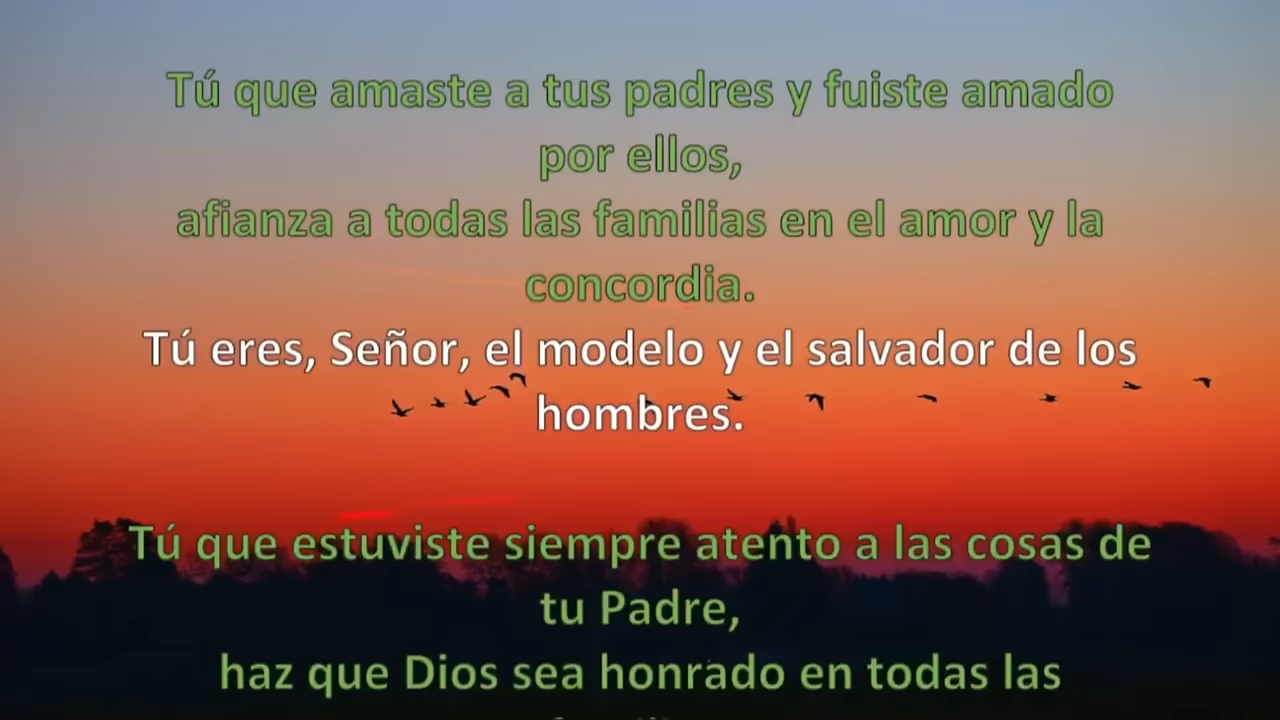 Tú que amaste a tus padres y fuiste amado
por ellos,
afianza a todas las familias en el amor y la
concordia.
Tú eres, Señor, el modelo y el salvador de los
hombres.
Tú que estuviste siempre atento a las cosas de
tu Padre,
haz que Dios sea honrado en todas las